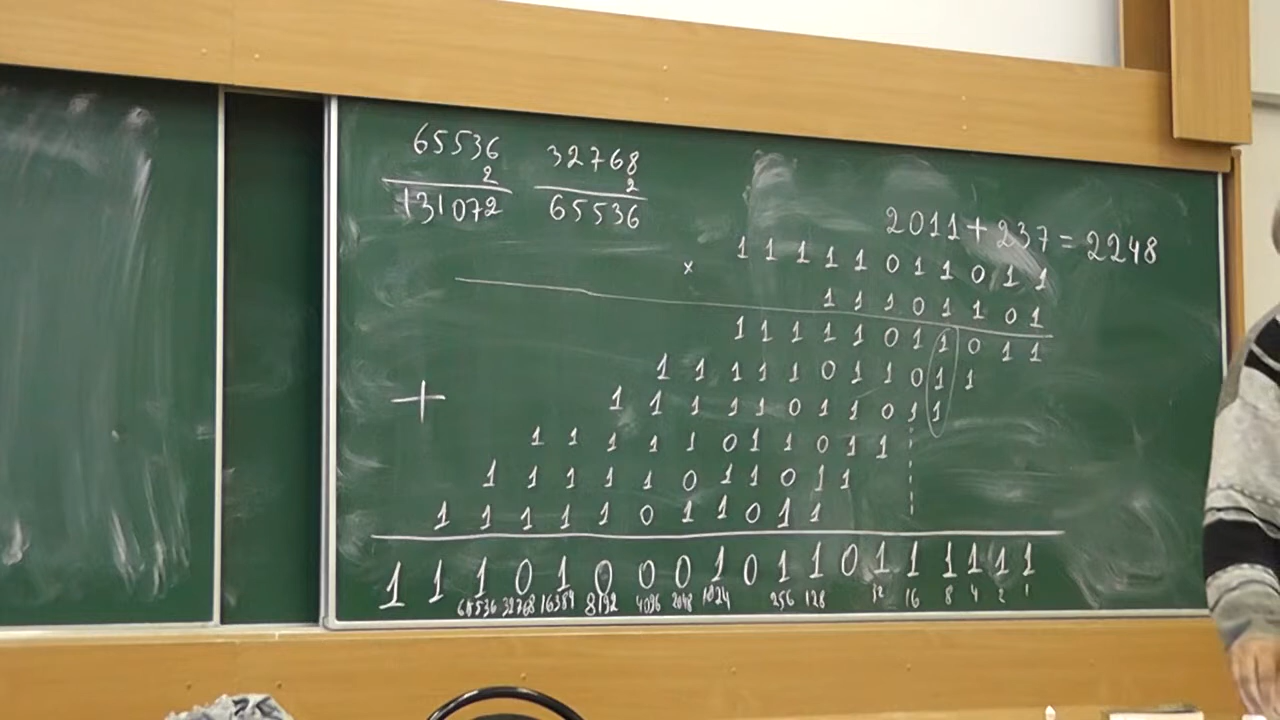 65536 32768
2 2
131072 65536
2011+237=2248
1 1 1 1 1 0 1 1 0 1 1
×
1 1 1 0 1 1 0 1
1 1 1 1 1 0 1 1 0 1 1
1 1 1 1 1 0 1 1 0 1 1
+ 1 1 1 1 1 0 1 1 0 1 1
1 1 1 1 1 0 1 1 0 1 1
1 1 1 1 1 0 1 1 0 1 1
1 1 1 1 1 0 1 1 0 1 1
1 1 1 0 1 0 0 0 1 0 1 1 0 1 1 1 1 1 1
65536 32768 16384 8192 4096 2048 1024 256 128 16 8 4 2 1